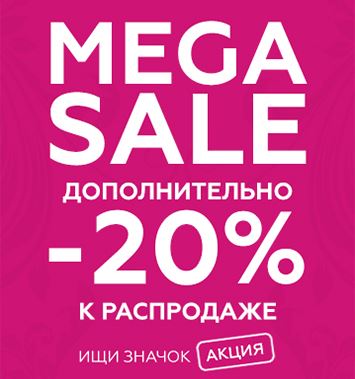 MEGA
SALE
ДОПОЛНИТЕЛЬНО
-20%
К РАСПРОДАЖЕ
ИЩИ ЗНАЧОК АКЦИЯ